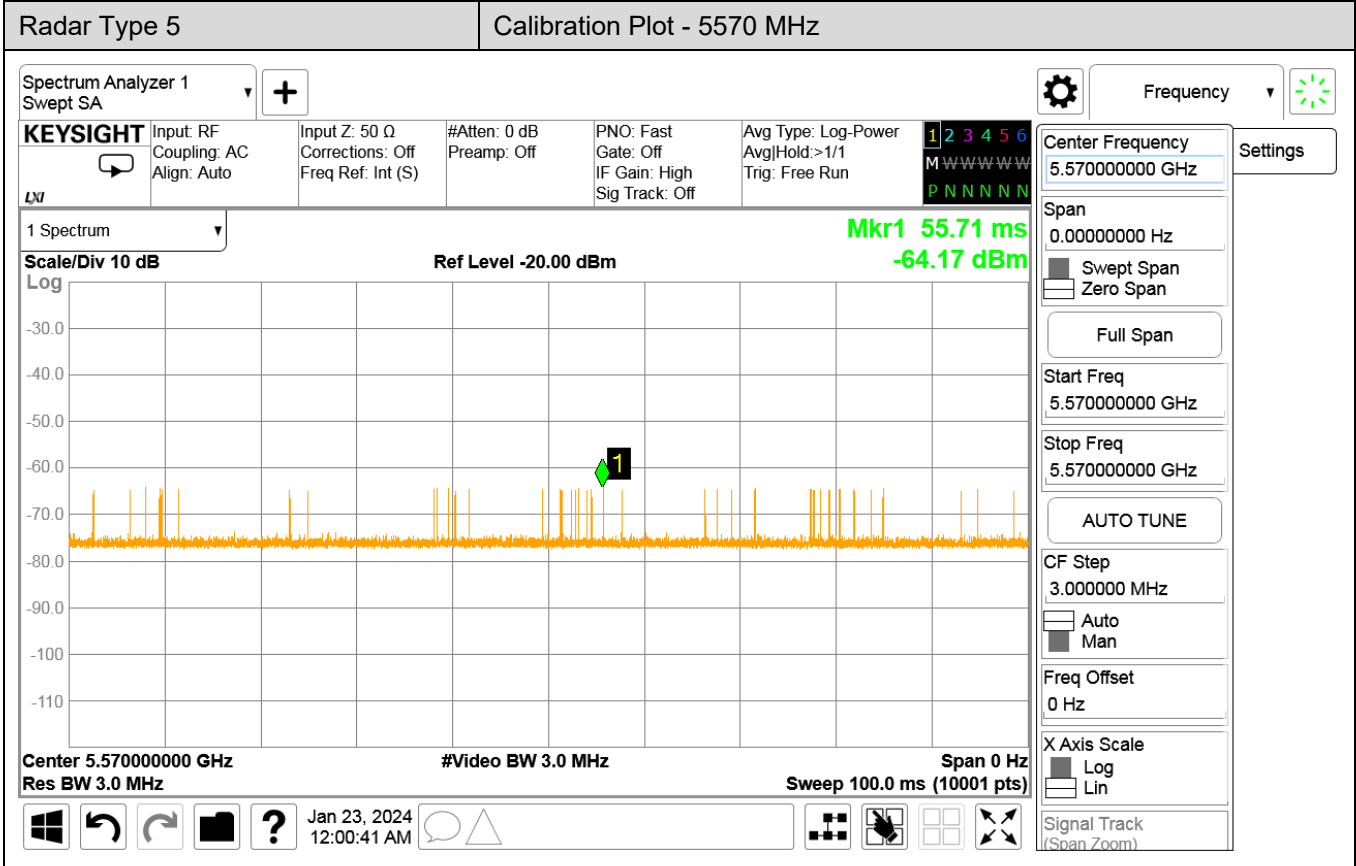 Radar Type 5
Calibration Plot - 5570 MHz
Spectrum Analyzer 1
Swept SA
Frequency
KEYSIGHT
LXI
Input: RF
Coupling: AC
Align: Auto
Input Z: 50 Ω
Corrections: Off
Freq Ref: Int (S)
#Atten: 0 dB
Preamp: Off
PNO: Fast
Gate: Off
IF Gain: High
Sig Track: Off
Avg Type: Log-Power
Avg|Hold:>1/1
Trig: Free Run
1 2 3 4 5 6
M W W W W W
P N N N N N
Settings
1 Spectrum
Mkr1 55.71 ms
-64.17 dBm
Scale/Div 10 dB
Ref Level -20.00 dBm
Log
-30.0
-40.0
-50.0
-60.0
-70.0
-80.0
-90.0
-100
-110
1
Center 5.570000000 GHz
#Video BW 3.0 MHz
Span 0 Hz
Res BW 3.0 MHz
Sweep 100.0 ms (10001 pts)
Center Frequency
5.570000000 GHz
Span
0.00000000 Hz
Swept Span
Zero Span
Full Span
Start Freq
5.570000000 GHz
Stop Freq
5.570000000 GHz
AUTO TUNE
CF Step
3.000000 MHz
Auto
Man
Freq Offset
0 Hz
X Axis Scale
Log
Lin
Signal Track
(Span Zoom)
?
Jan 23, 2024
12:00:41 AM